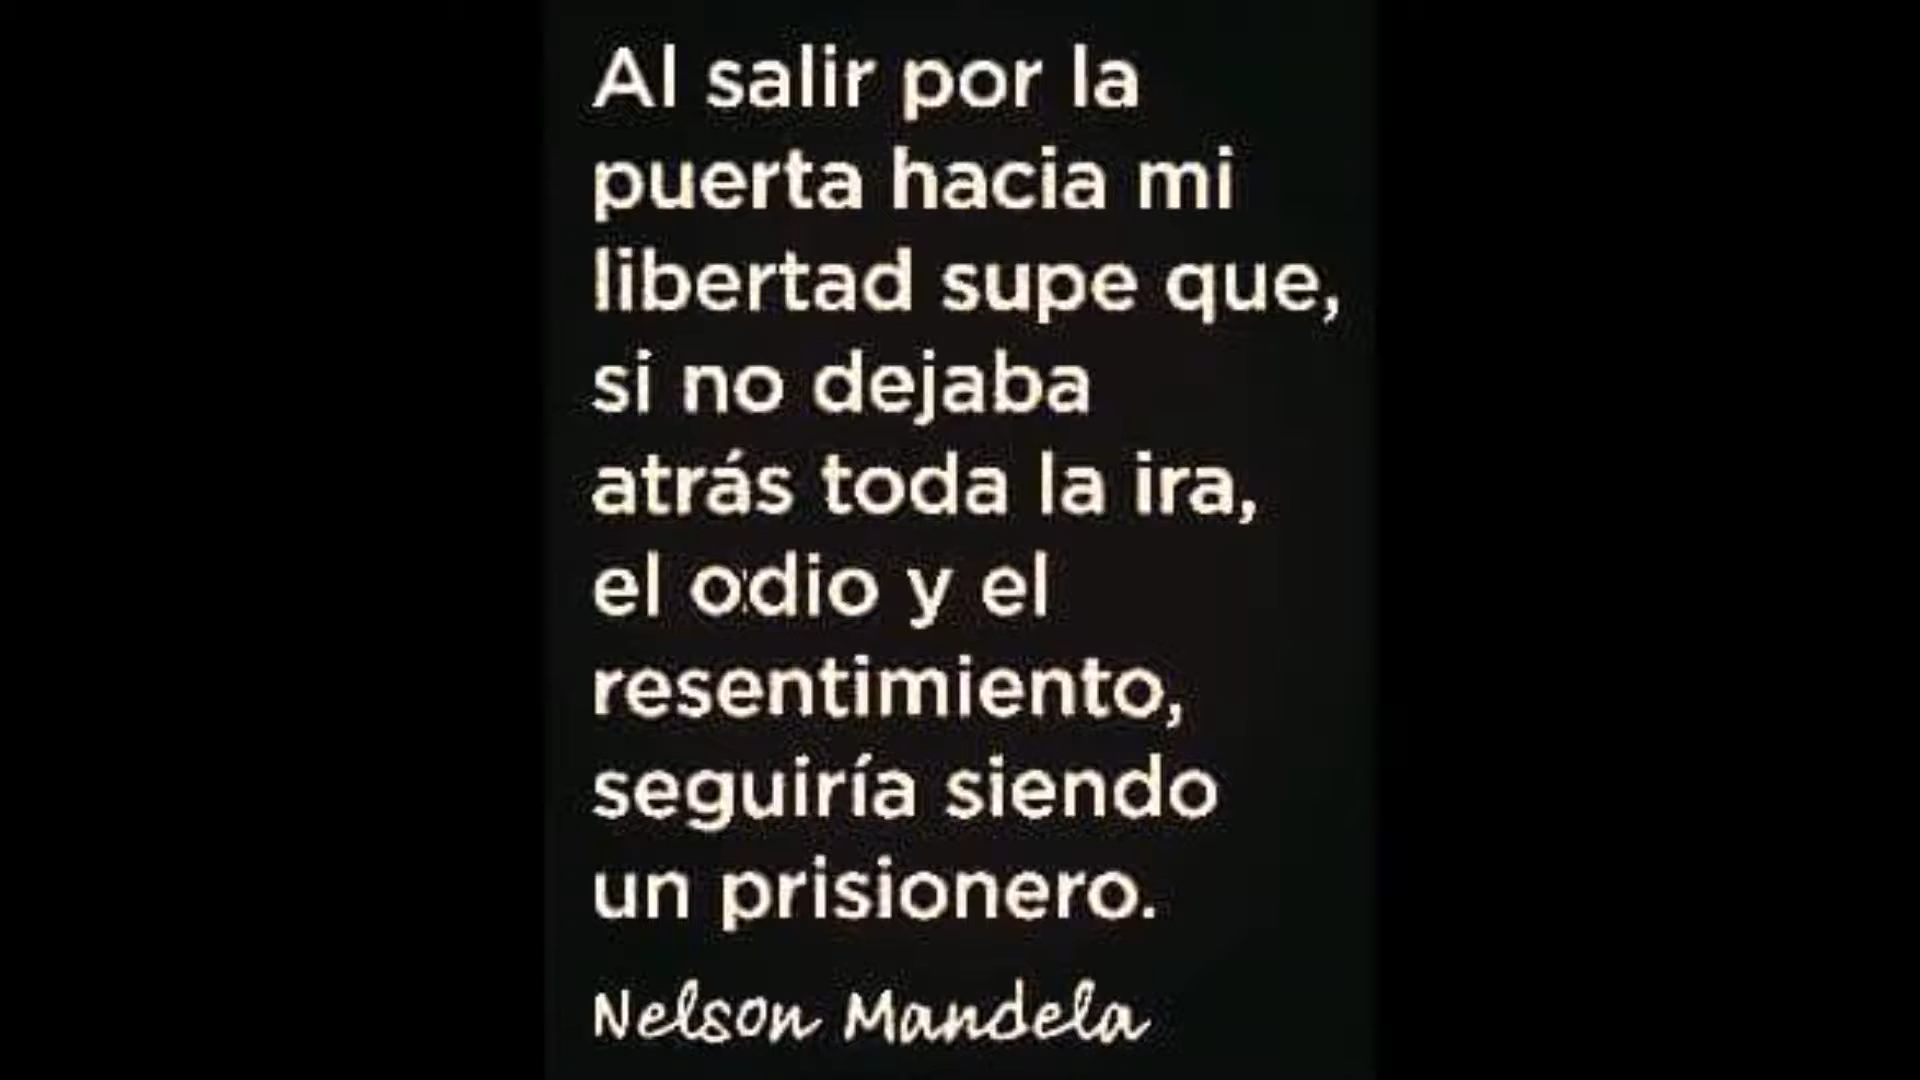 Al salir por la
puerta hacia mi
libertad supe que,
si no dejaba
atrás toda la ira,
el odio y el
resentimiento,
seguiría siendo
un prisionero.
Nelson Mandela